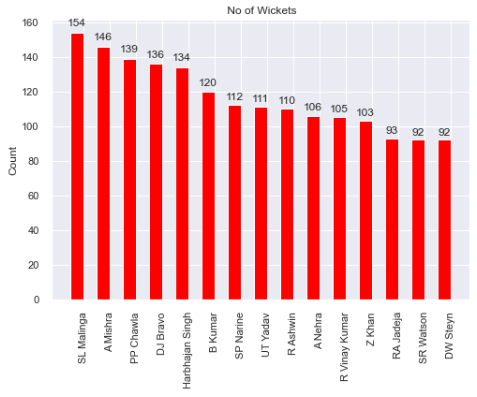 No of Wickets
160
140
120
100
80
60
40
20
0
Count
154
146
139
136
134
120
112
111
110
106
105
103
93
92
92
SL Malinga
A Mishra
PP Chawla
DJ Bravo
Harbhajan Singh
B Kumar
SP Narine
UT Yadav
R Ashwin
A Nehra
R Vinay Kumar
Z Khan
RA Jadeja
SR Watson
DW Steyn